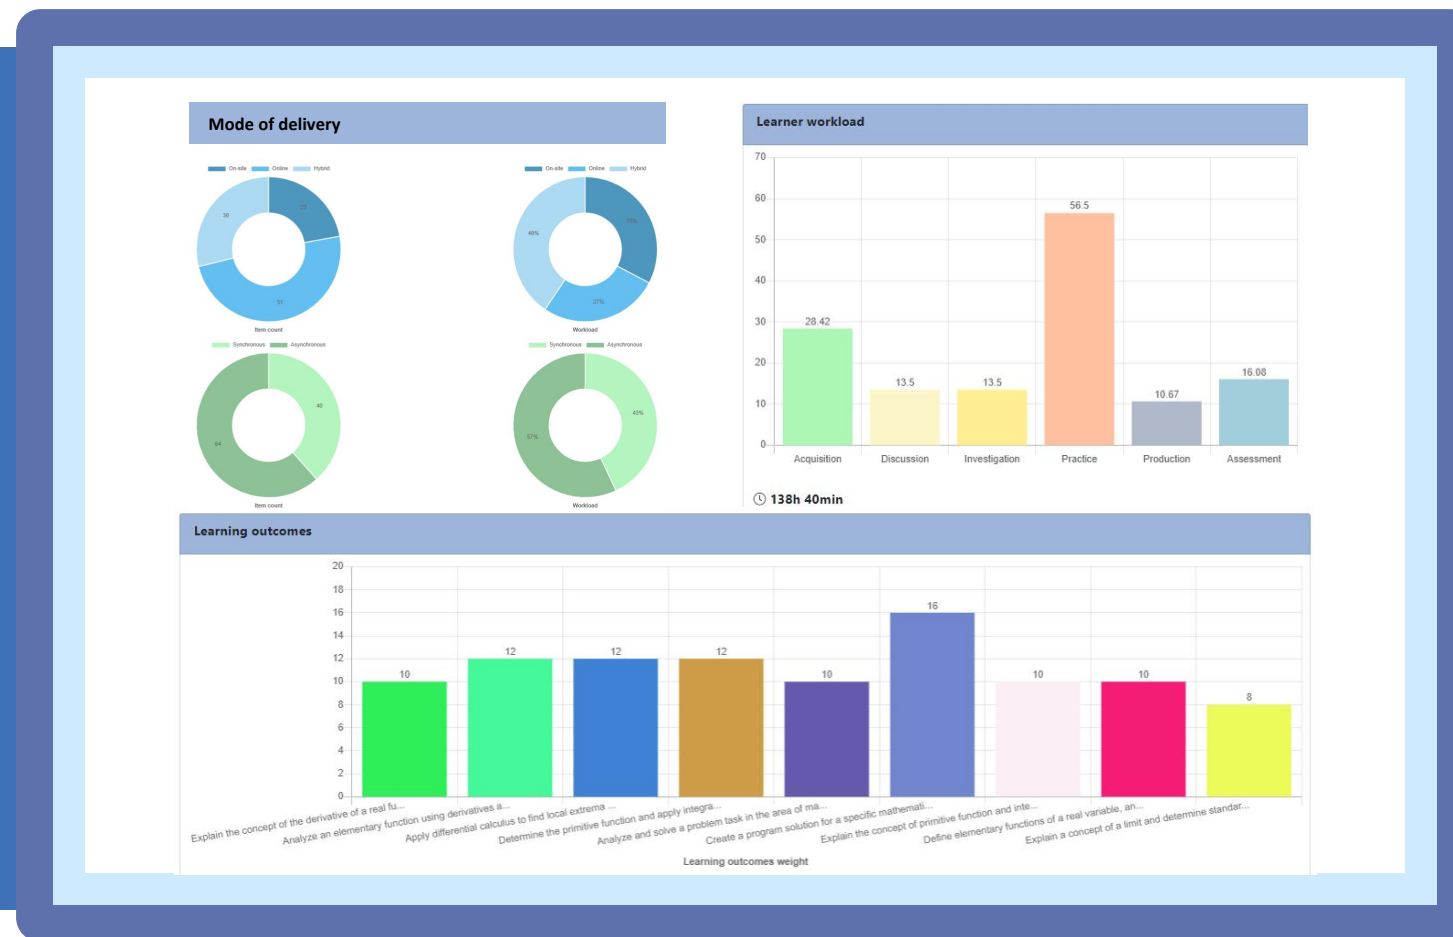 Mode of delivery
On-site Online Hybrid
30
51
Item count
On-site Online Hybrid
40%
27%
Workload
Synchronous Asynchronous
40
64
Item count
Synchronous Asynchronous
43%
57%
Workload
Learner workload
70
60
50
40
30
20
10
0
28.42
13.5
13.5
56.5
10.67
16.08
Acquisition Discussion Investigation Practice Production Assessment
138h 40min
Learning outcomes
20
18
16
14
12
10
8
6
4
2
0
10
12
12
12
10
16
10
10
8
Explain the concept of the derivative of a real fu...
Analyze an elementary function using derivatives a...
Apply differential calculus to find local extrema ...
Determine the primitive function and apply integra...
Analyze and solve a problem task in the area of ma...
Create a program solution for a specific mathemati...
Explain the concept of primitive function and inte...
Define elementary functions of a real variable, an...
Explain a concept of a limit and determine standar...
Learning outcomes weight